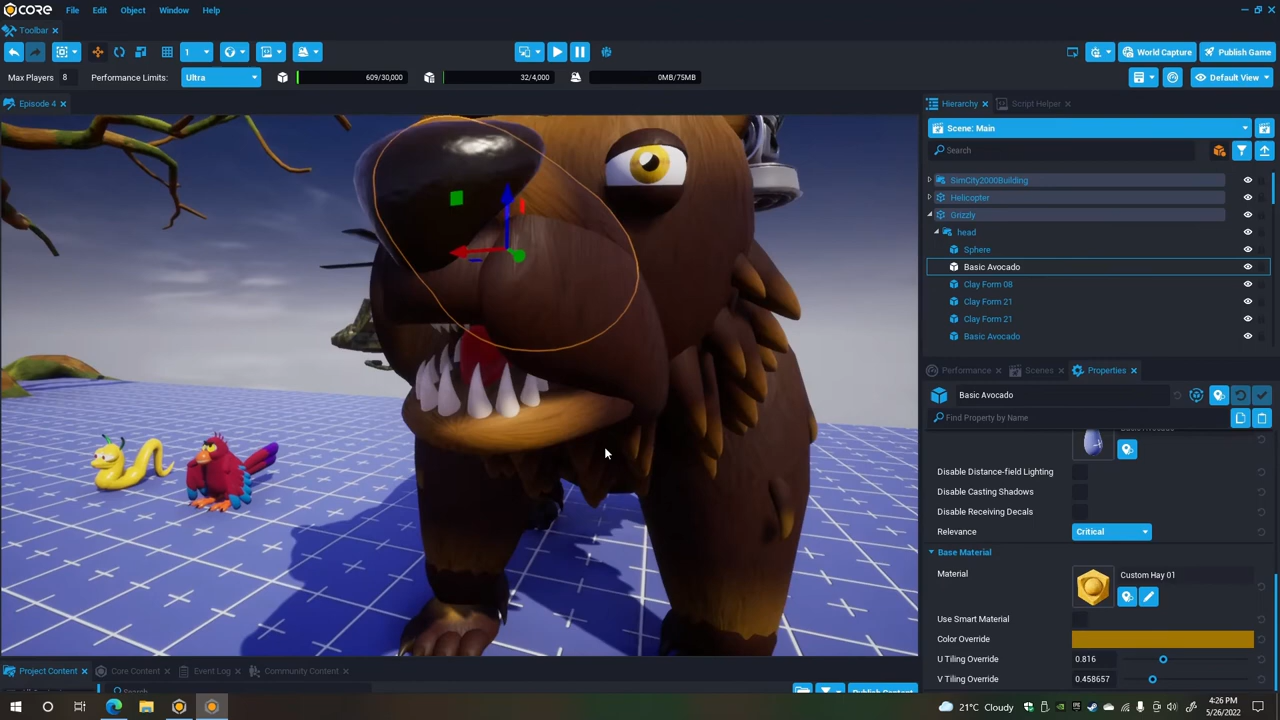 CORE File Edit Object Window Help
Toolbar
1 World Capture Publish Game
Max Players 8 Performance Limits: Ultra 609/30,000 32/4,000 0MB/75MB Default View
Episode 4 Hierarchy Script Helper
Scene: Main
Search
SimCity2000Building
Helicopter
Grizzly
head
Sphere
Basic Avocado
Clay Form 08
Clay Form 21
Clay Form 21
Basic Avocado
Performance Scenes Properties
Basic Avocado
Find Property by Name
Disable Distance-field Lighting
Disable Casting Shadows
Disable Receiving Decals
Relevance Critical
Base Material
Material Custom Hay 01
Use Smart Material
Color Override
U Tiling Override 0.816
V Tiling Override 0.458657
Project Content Core Content Event Log Community Content
Search Publish Content
21°C Cloudy 4:26 PM
5/26/2022